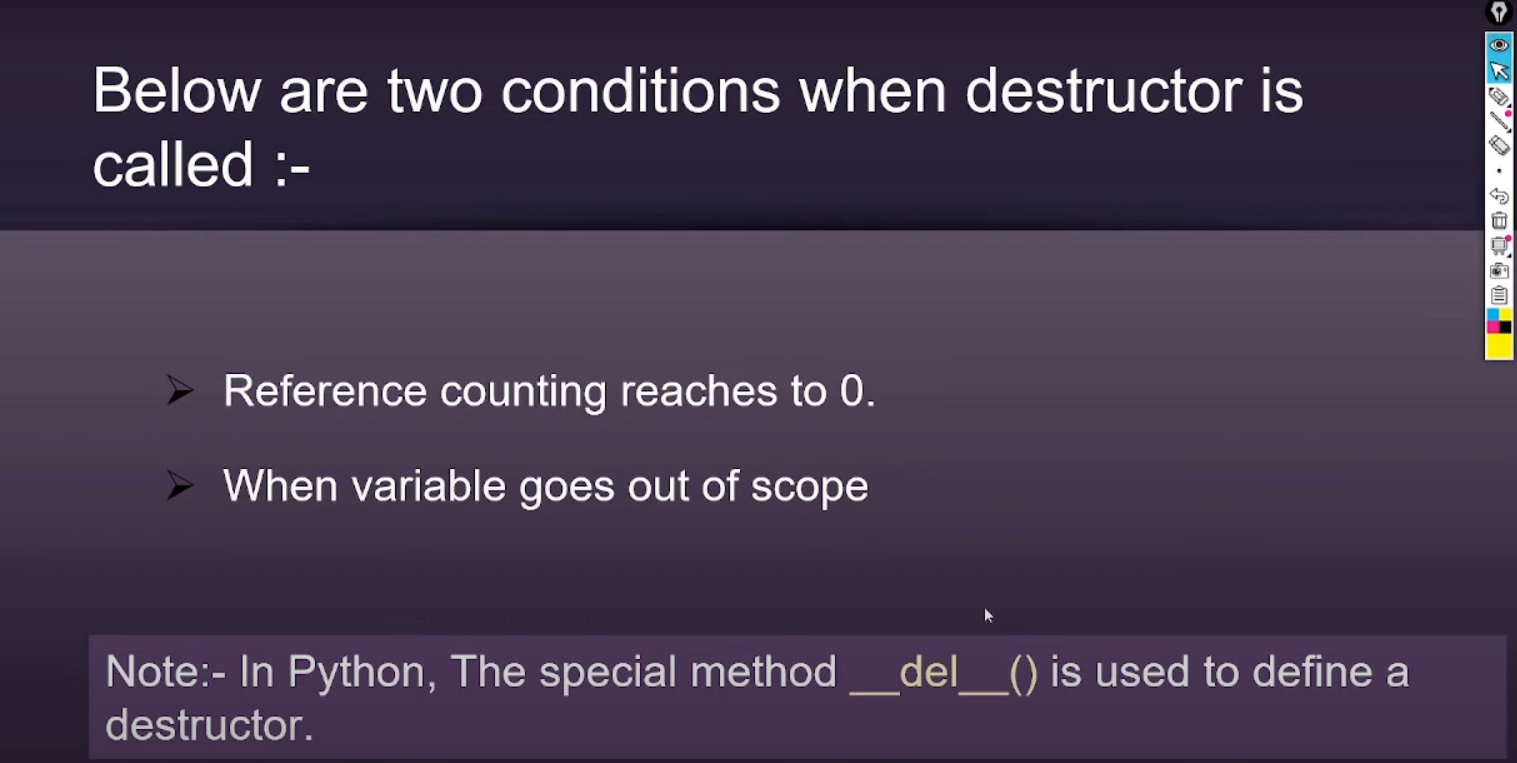 Below are two conditions when destructor is
called :-
Reference counting reaches to 0.
When variable goes out of scope
Note:- In Python, The special method __del__() is used to define a
destructor.